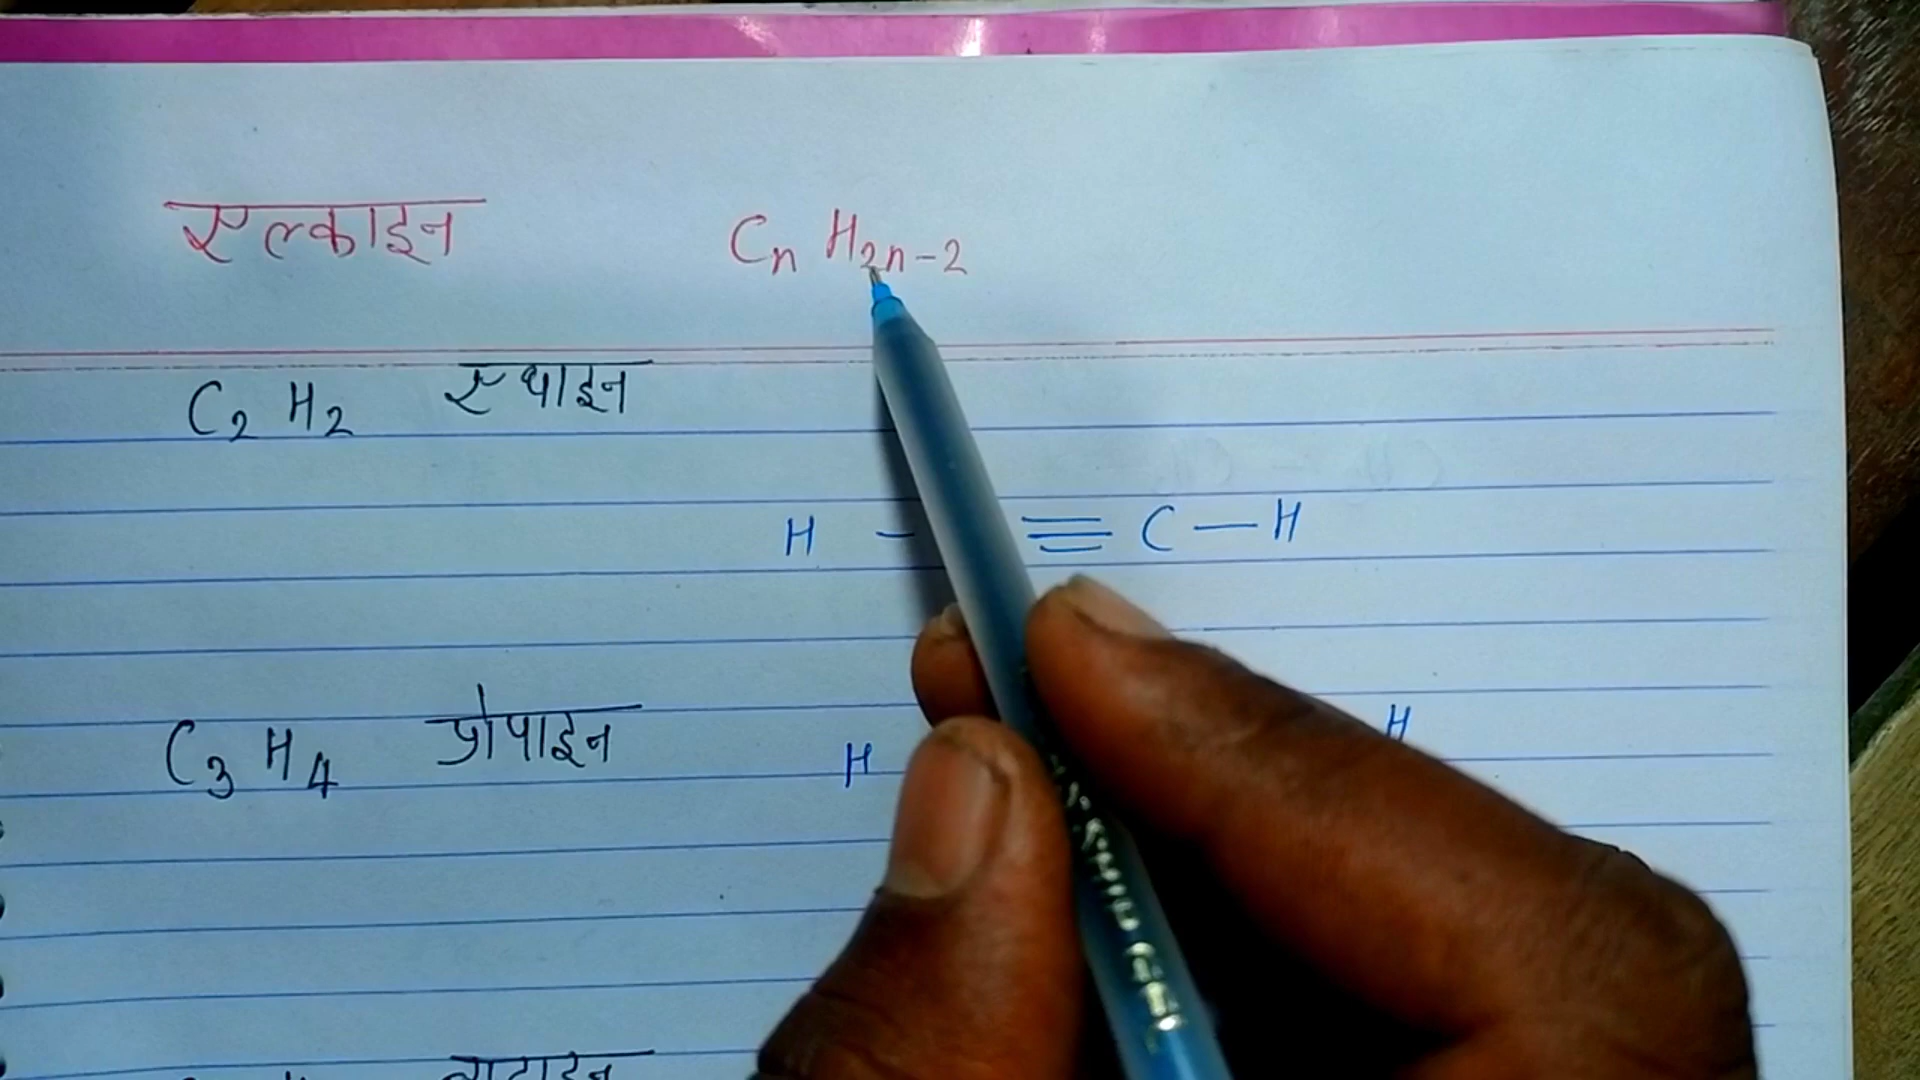 एल्काइन CnH2n-2
C2H2 एथाइन
H - ≡ C — H
H
C3H4 प्रोपाइन H